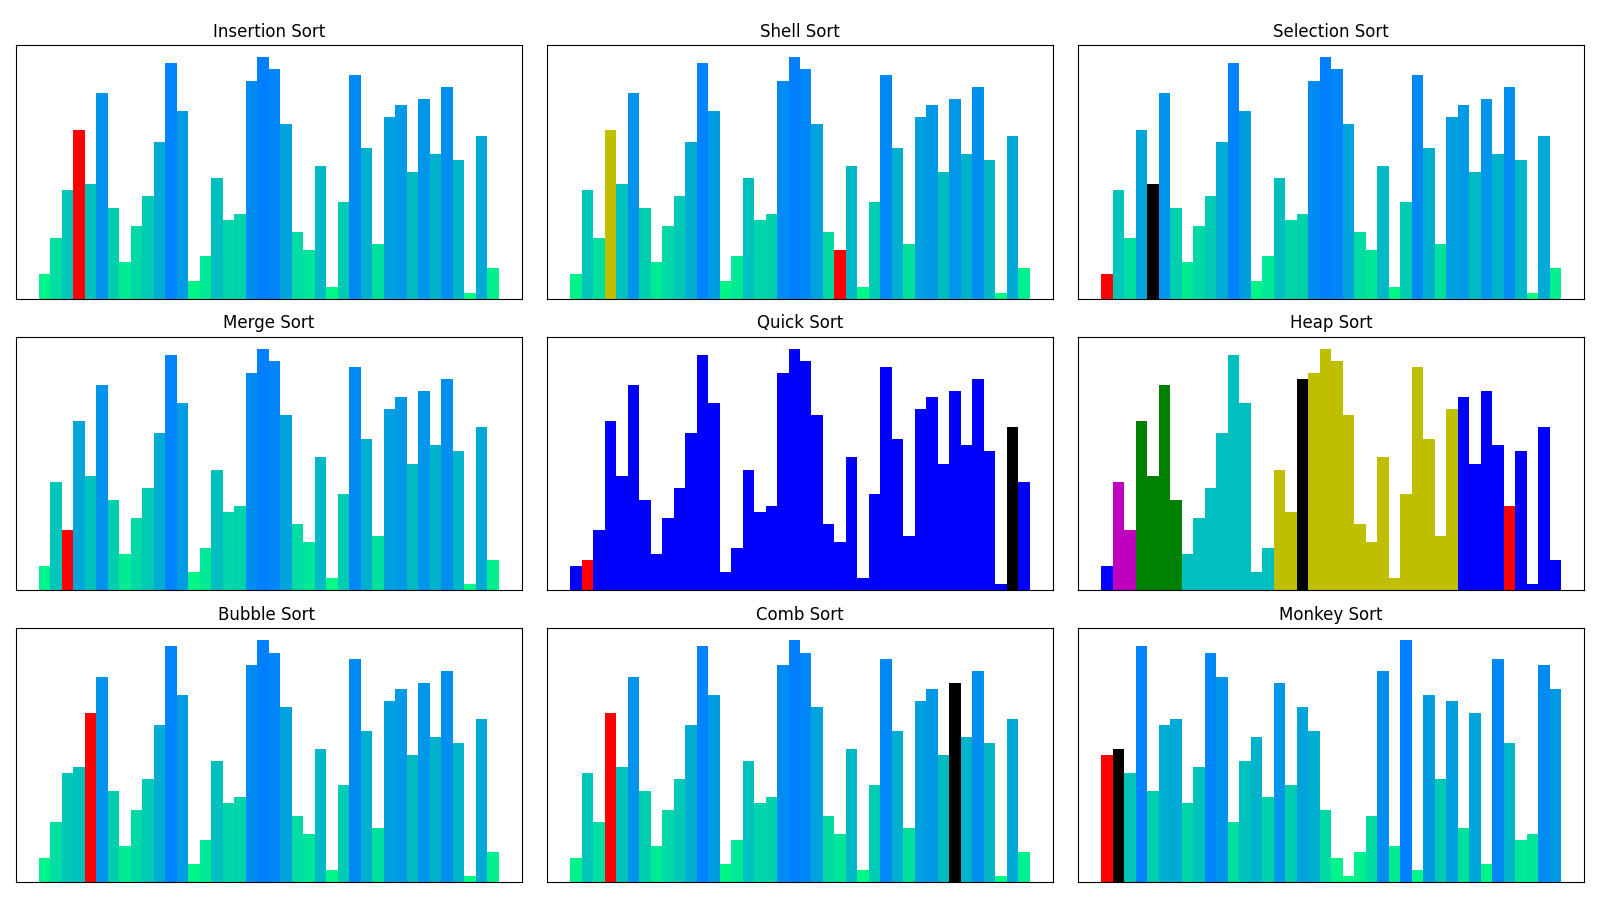 Insertion Sort
Shell Sort
Selection Sort
Merge Sort
Quick Sort
Heap Sort
Bubble Sort
Comb Sort
Monkey Sort